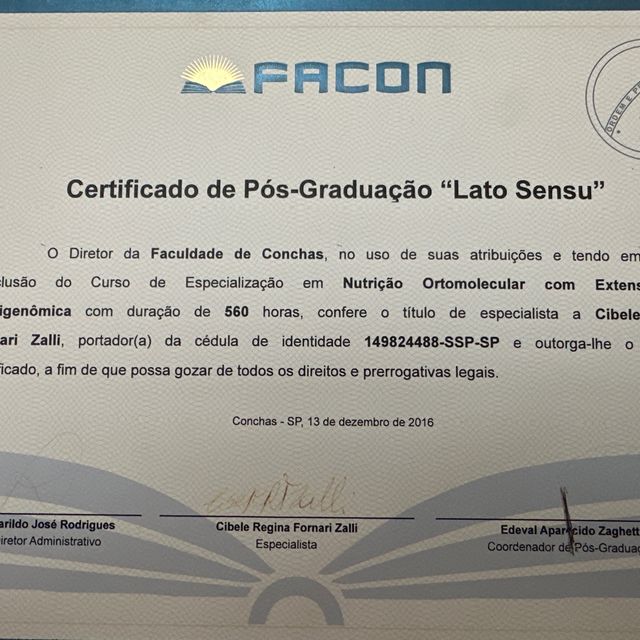 FACON
ORDEM E
Certificado de Pós-Graduação “Lato Sensu”
O Diretor da Faculdade de Conchas, no uso de suas atribuições e tendo em
clusão do Curso de Especialização em Nutrição Ortomolecular com Extens
igenômica com duração de 560 horas, confere o título de especialista a Cibele
ari Zalli, portador(a) da cédula de identidade 149824488-SSP-SP e outorga-lhe o
ficado, a fim de que possa gozar de todos os direitos e prerrogativas legais.
Conchas - SP, 13 de dezembro de 2016
arildo José Rodrigues
iretor Administrativo
Cibele Regina Fornari Zalli
Especialista
Edeval Aparecido Zaghett
Coordenador de Pós-Graduaç